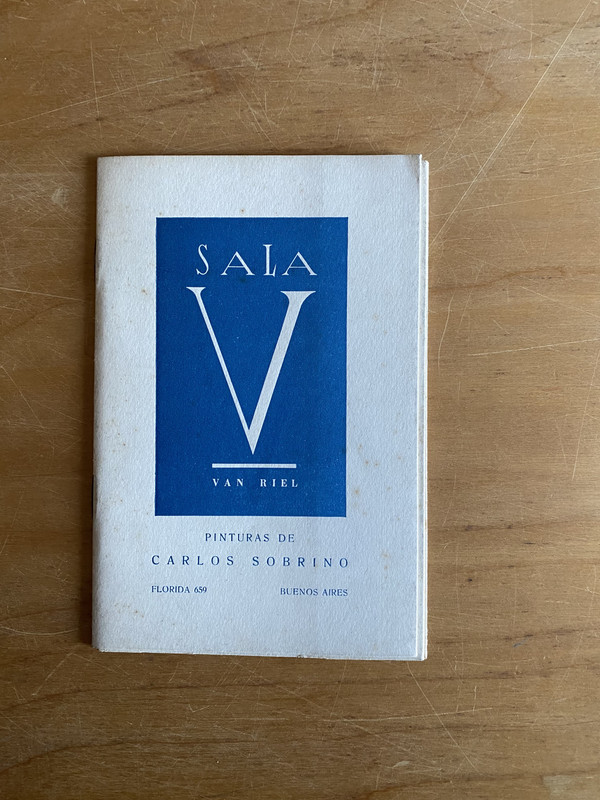 SALA
V
VAN RIEL
PINTURAS DE
CARLOS SOBRINO
FLORIDA 659 BUENOS AIRES